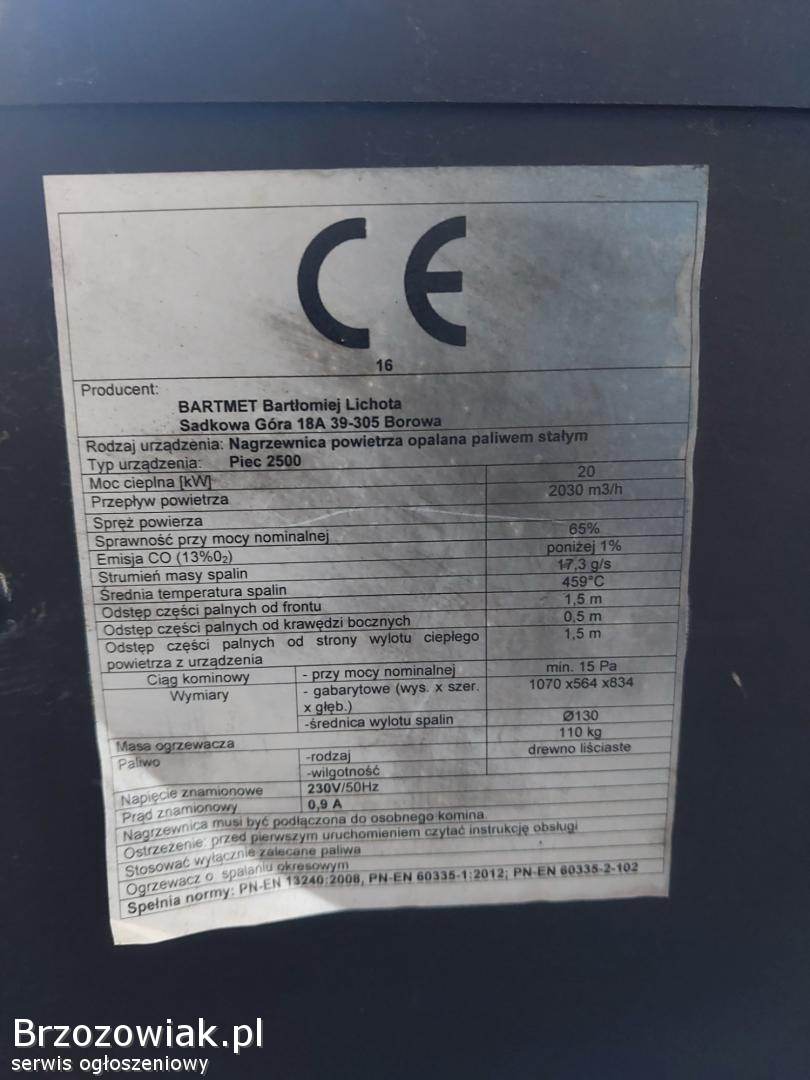 CE
16
Producent:
BARTMET Bartłomiej Lichota
Sadkowa Góra 18A 39-305 Borowa
Rodzaj urządzenia: Nagrzewnica powietrza opalana paliwem stałym
Typ urządzenia: Piec 2500
Moc cieplna [kW] 20
Przepływ powietrza 2030 m3/h
Spręż powierza
Sprawność przy mocy nominalnej 65%
Emisja CO (13%0₂) poniżej 1%
Strumień masy spalin 17,3 g/s
Średnia temperatura spalin 459°C
Odstęp części palnych od frontu 1,5 m
Odstęp części palnych od krawędzi bocznych 0,5 m
Odstęp części palnych od strony wylotu ciepłego 1,5 m
powietrza z urządzenia
Ciąg kominowy - przy mocy nominalnej min. 15 Pa
Wymiary - gabarytowe (wys. x szer. 1070 x564 x834
x głęb.)
-średnica wylotu spalin Ø130
Masa ogrzewacza 110 kg
Paliwo -rodzaj drewno liściaste
-wilgotność
Napięcie znamionowe 230V/50Hz
Prąd znamionowy 0,9 A
Nagrzewnica musi być podłączona do osobnego komina.
Ostrzeżenie: przed pierwszym uruchomieniem czytać instrukcję obsługi
Stosować wyłącznie zalecane paliwa
Ogrzewacz o spalaniu okresowym
Spełnia normy: PN-EN 13240:2008, PN-EN 60335-1:2012; PN-EN 60335-2-102
Brzozowiak.pl
serwis ogłoszeniowy